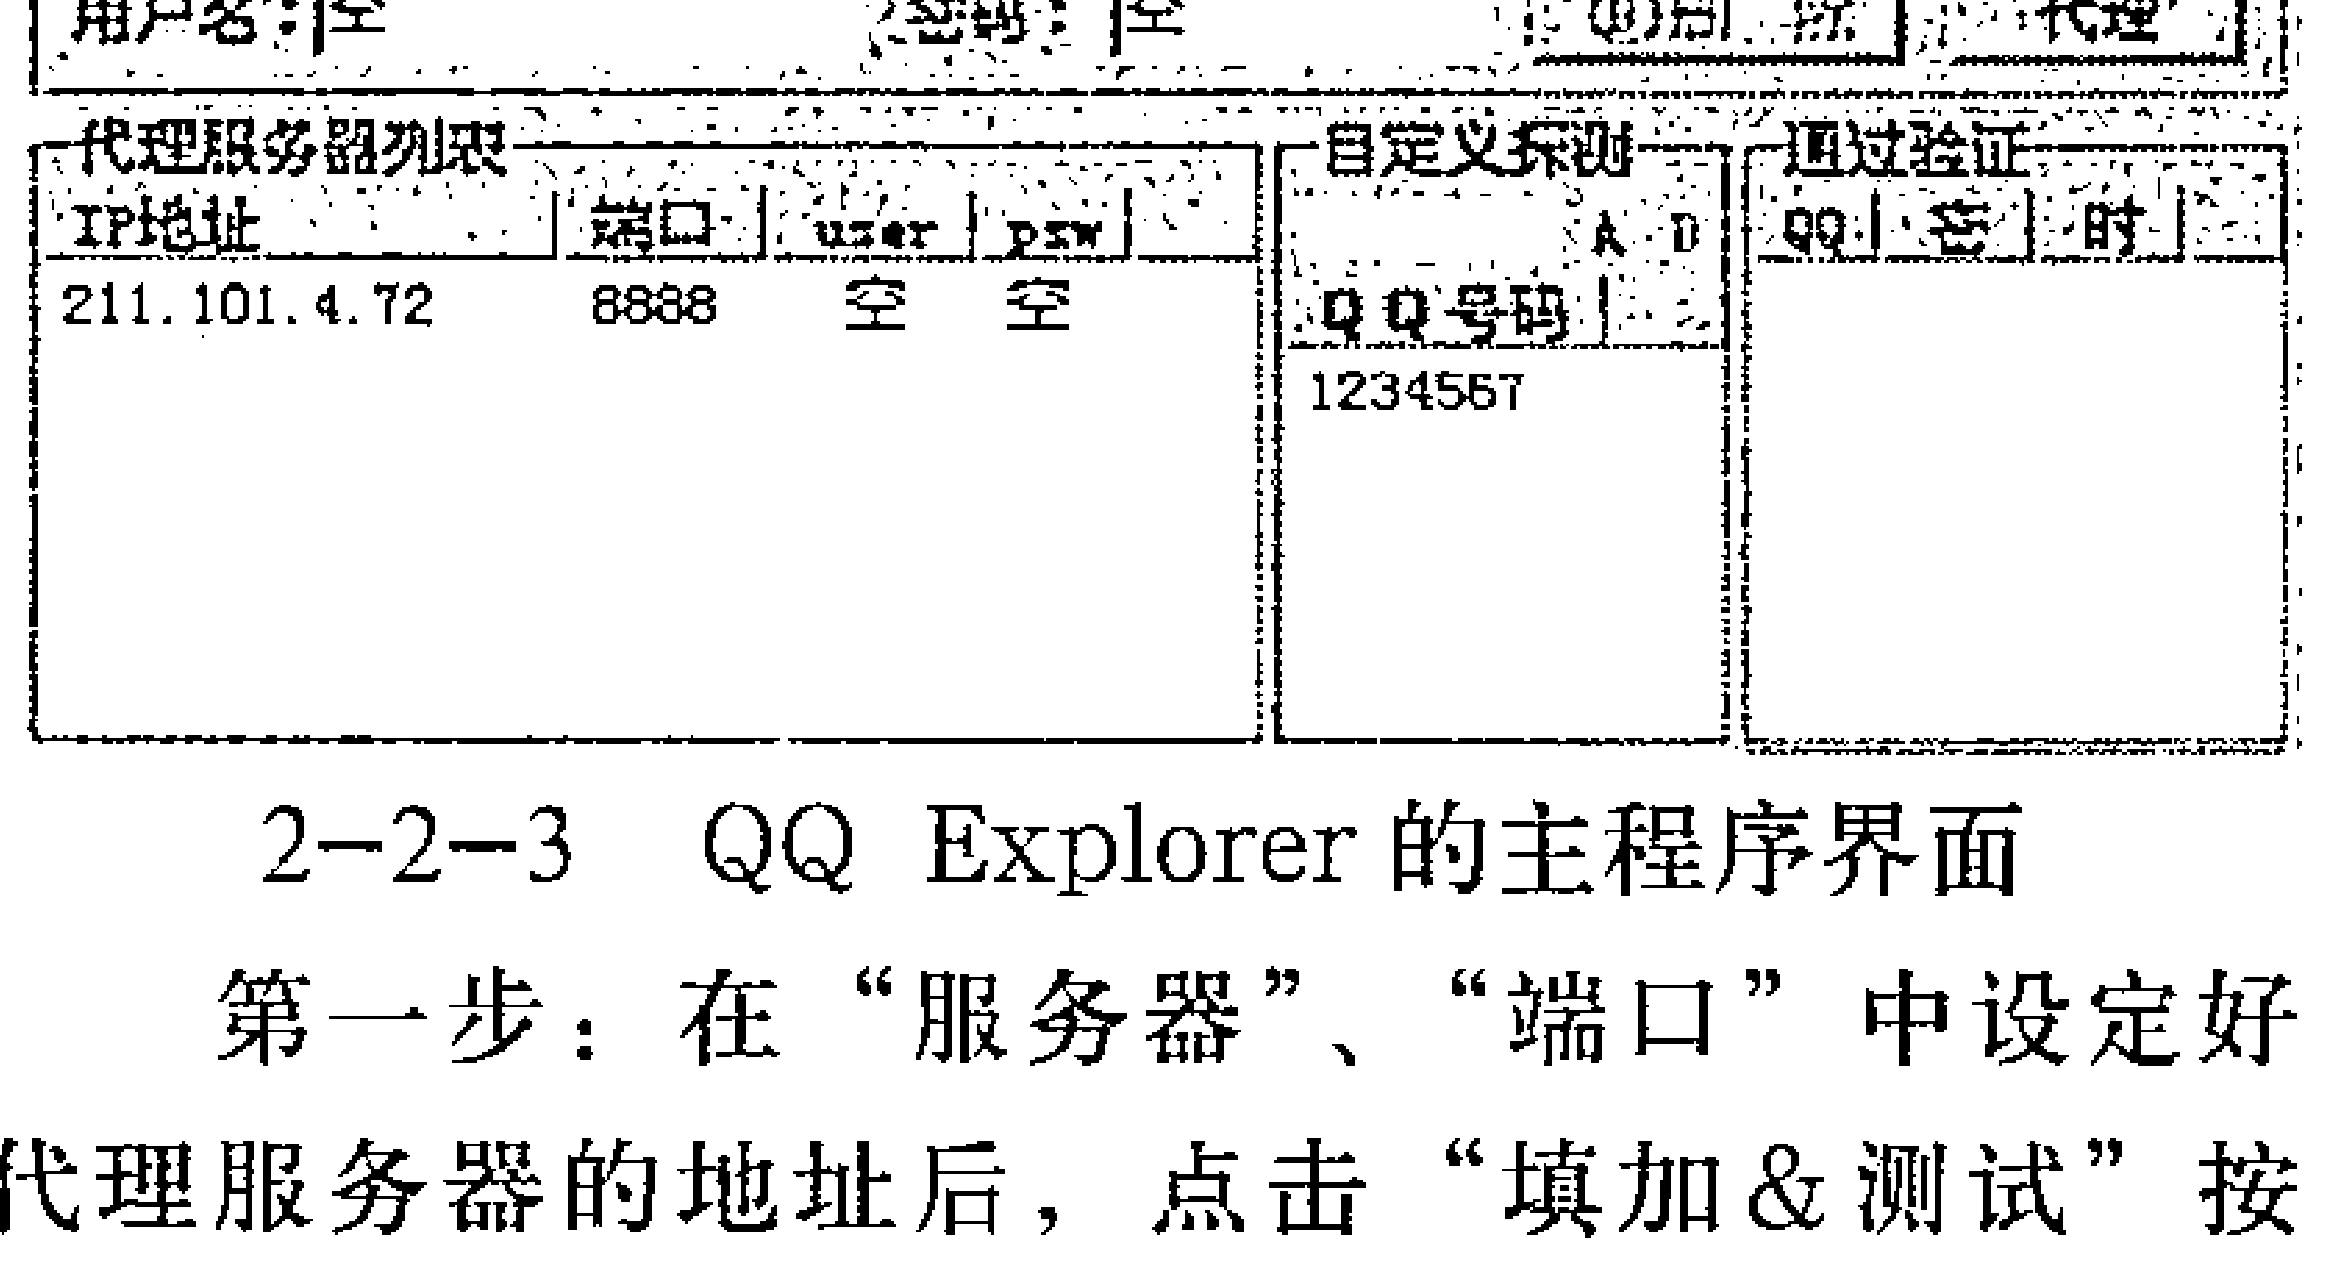 用户名: 空 密码: 空 代理
代理服务器列表 自定义探测 通过验证
IP地址 端口 user psw A D QQ 密 时
211.101.4.72 8888 空 空 QQ号码
1234567
2-2-3 QQ Explorer的主程序界面
第一步：在“服务器”、“端口”中设定好
代理服务器的地址后，点击“填加&测试”按